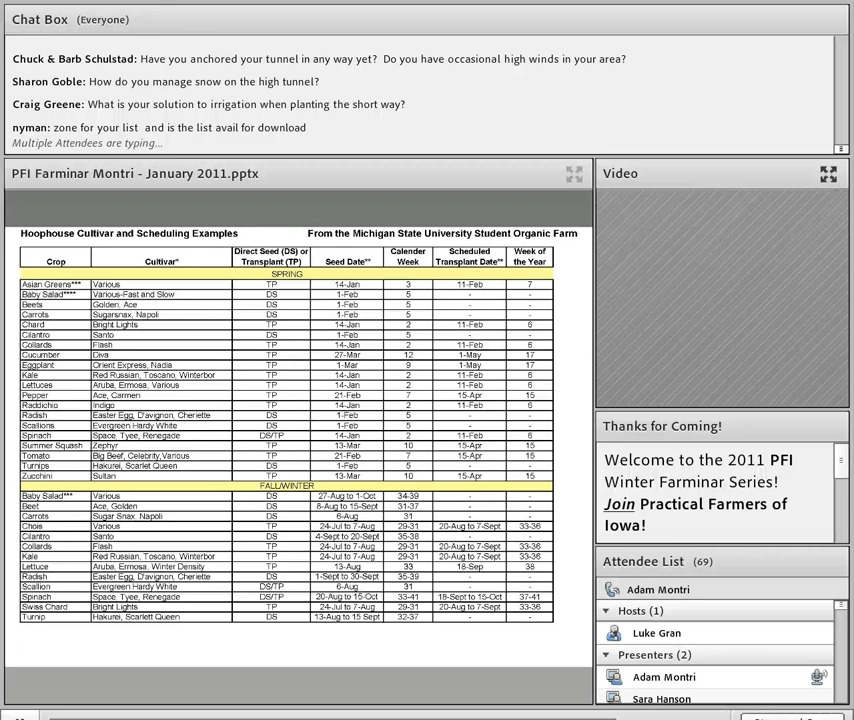 Chat Box (Everyone)
Chuck & Barb Schulstad: Have you anchored your tunnel in any way yet? Do you have occasional high winds in your area?
Sharon Goble: How do you manage snow on the high tunnel?
Craig Greene: What is your solution to irrigation when planting the short way?
nyman: zone for your list and is the list avail for download
Multiple Attendees are typing...
PFI Farminar Montri - January 2011.pptx
Hoophouse Cultivar and Scheduling Examples From the Michigan State University Student Organic Farm
Crop Cultivar* Direct Seed (DS) or Transplant (TP) Seed Date** Calender Week Scheduled Transplant Date** Week of the Year
SPRING
Asian Greens*** Various TP 14-Jan 3 11-Feb 7
Baby Salad**** Various-Fast and Slow DS 1-Feb 5 - -
Beets Golden, Ace DS 1-Feb 5 - -
Carrots Sugarsnax, Napoli DS 1-Feb 5 - -
Chard Bright Lights TP 14-Jan 2 11-Feb 6
Cilantro Santo DS 1-Feb 5 - -
Collards Flash TP 14-Jan 2 11-Feb 6
Cucumber Diva TP 27-Mar 12 1-May 17
Eggplant Orient Express, Nadia TP 1-Mar 9 1-May 17
Kale Red Russian, Toscano, Winterbor TP 14-Jan 2 11-Feb 6
Lettuces Aruba, Ermosa, Various TP 14-Jan 2 11-Feb 6
Pepper Ace, Carmen TP 21-Feb 7 15-Apr 15
Raddichio Indigo TP 14-Jan 2 11-Feb 6
Radish Easter Egg, D'avignon, Cheriette DS 1-Feb 5 - -
Scallions Evergreen Hardy White DS 1-Feb 5 - -
Spinach Space, Tyee, Renegade DS/TP 14-Jan 2 11-Feb 6
Summer Squash Zephyr TP 13-Mar 10 15-Apr 15
Tomato Big Beef, Celebrity, Various TP 21-Feb 7 15-Apr 15
Turnips Hakurei, Scarlet Queen DS 1-Feb 5 - -
Zucchini Sultan TP 13-Mar 10 15-Apr 15
FALL/WINTER
Baby Salad*** Various DS 27-Aug to 1-Oct 34-39 - -
Beet Ace, Golden DS 8-Aug to 15-Sept 31-37 - -
Carrots Sugar Snax, Napoli DS 6-Aug 31 - -
Chois Various TP 24-Jul to 7-Aug 29-31 20-Aug to 7-Sept 33-36
Cilantro Santo DS 4-Sept to 20-Sept 35-38 - -
Collards Flash TP 24-Jul to 7-Aug 29-31 20-Aug to 7-Sept 33-36
Kale Red Russian, Toscano, Winterbor TP 24-Jul to 7-Aug 29-31 20-Aug to 7-Sept 33-36
Lettuce Aruba, Ermosa, Winter Density TP 13-Aug 33 18-Sep 38
Radish Easter Egg, D'avignon, Cheriette DS 1-Sept to 30-Sept 35-39 - -
Scallion Evergreen Hardy White DS/TP 6-Aug 31 - -
Spinach Space, Tyee, Renegade DS/TP 20-Aug to 15-Oct 33-41 18-Sept to 15-Oct 37-41
Swiss Chard Bright Lights TP 24-Jul to 7-Aug 29-31 20-Aug to 7-Sept 33-36
Turnip Hakurei, Scarlett Queen DS 13-Aug to 15 Sept 32-37 - -
Video
Thanks for Coming!
Welcome to the 2011 PFI
Winter Farminar Series!
Join Practical Farmers of
Iowa!
Attendee List (69)
Adam Montri
Hosts (1)
Luke Gran
Presenters (2)
Adam Montri
Sara Hanson